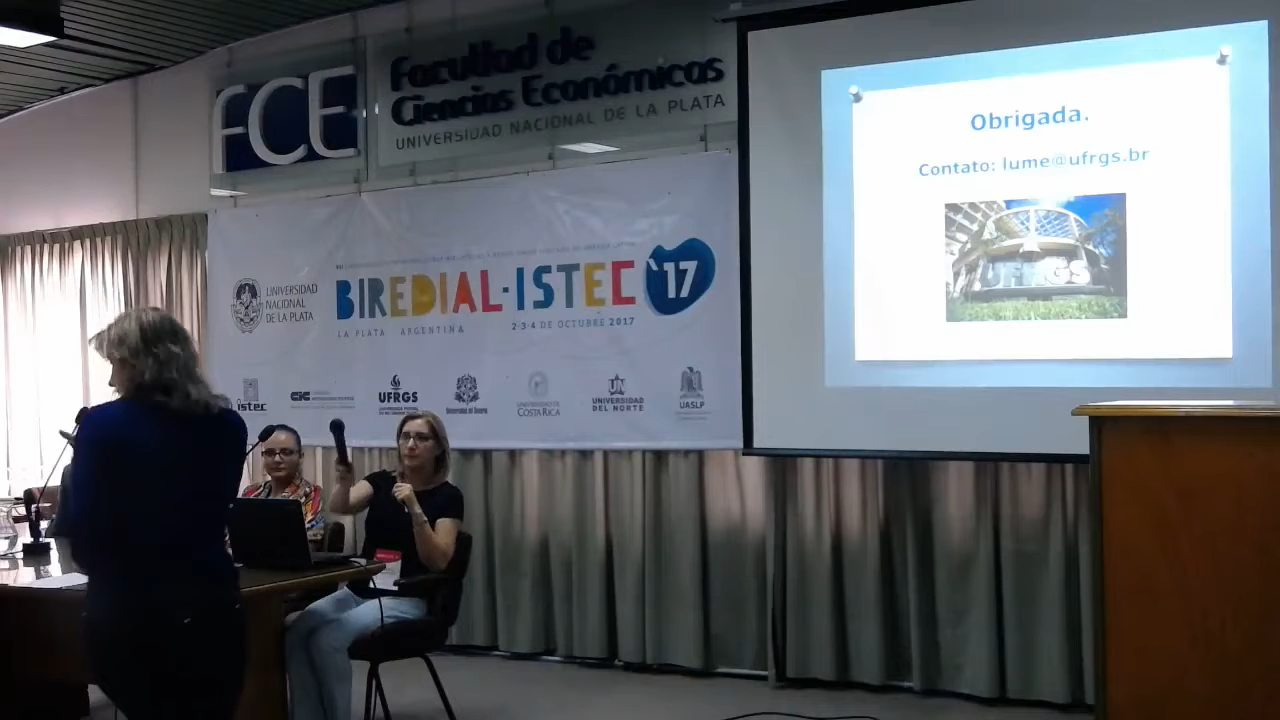 FCE
Facultad de
Ciencias Económicas
UNIVERSIDAD NACIONAL DE LA PLATA
Obrigada.
Contato: lume@ufrgs.br
UNIVERSIDAD
NACIONAL
DE LA PLATA
BIREDIAL-ISTEC '17
LA PLATA ARGENTINA
2·3·4 DE OCTUBRE 2017
istec
CIC
UFRGS
UNIVERSIDAD DE
COSTA RICA
UN
UNIVERSIDAD
DEL NORTE
UASLP